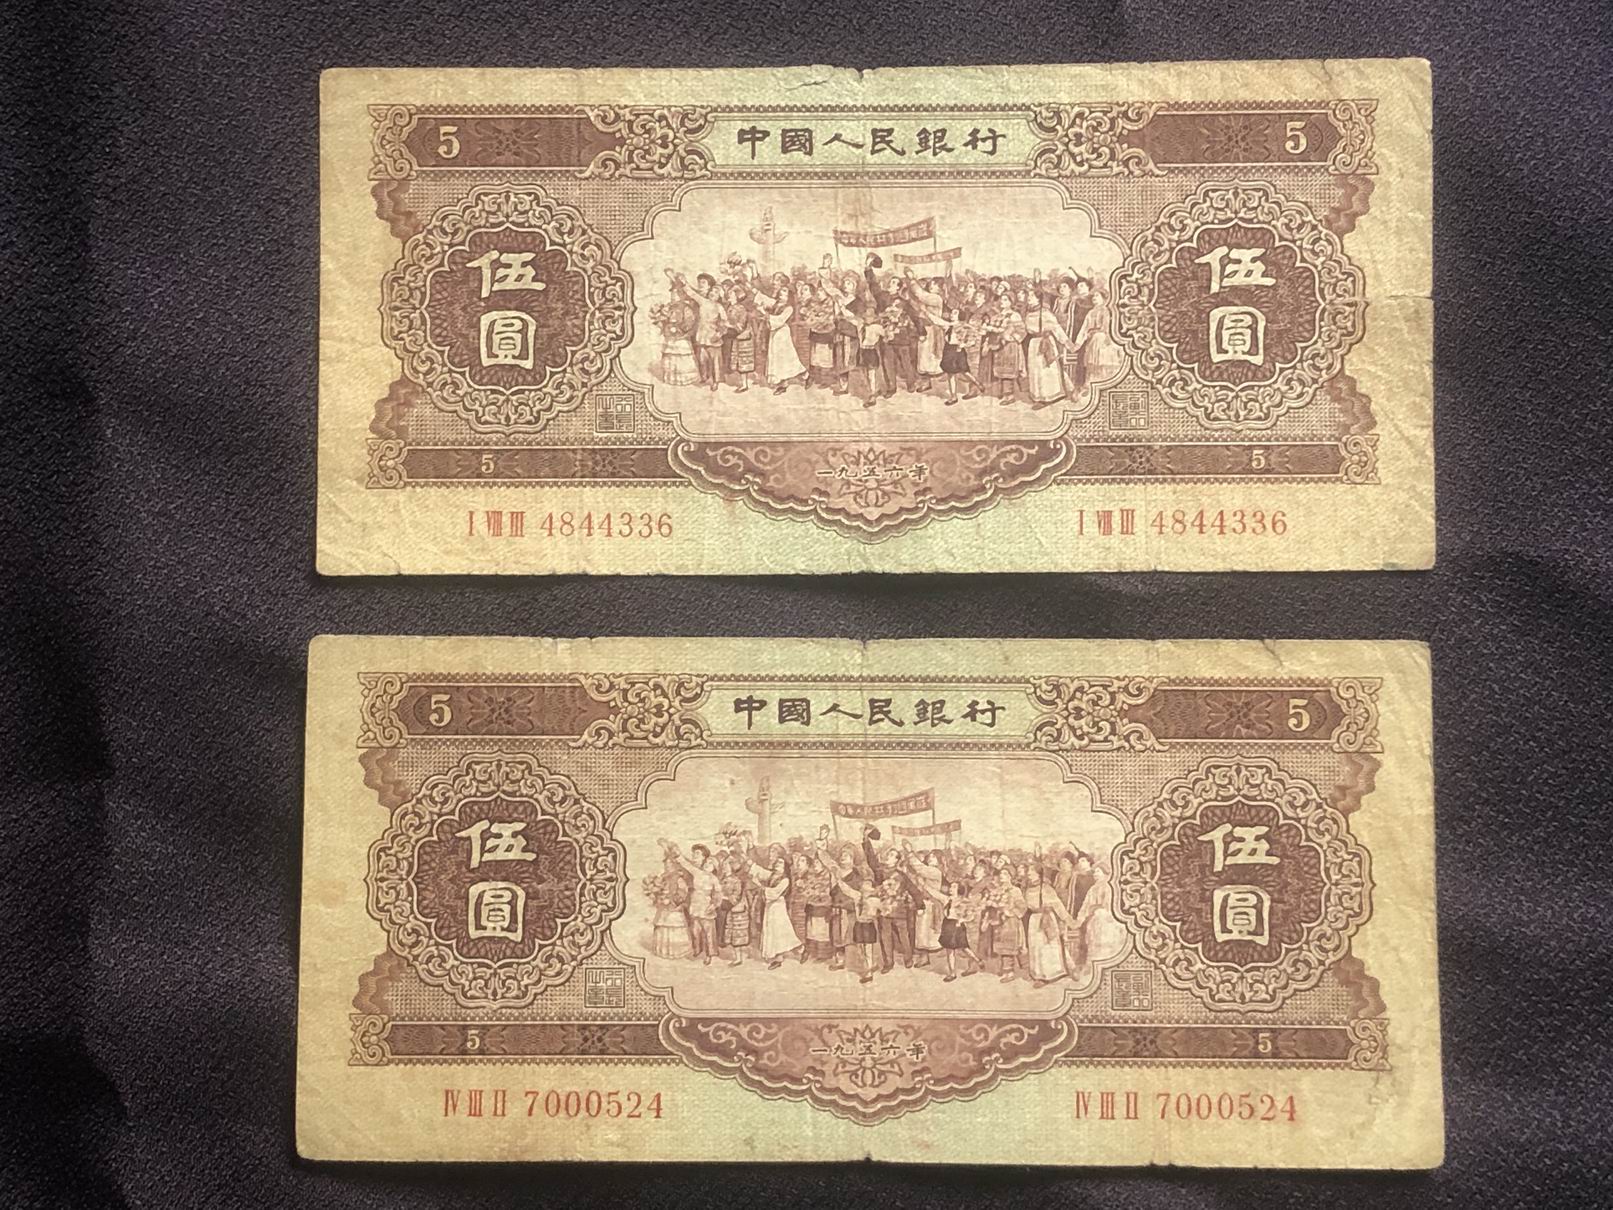 5 中國人民銀行 5
伍 伍
圓 圓
5 一九五六年 5
I VIII III 4844336 I VIII III 4844336
5 中國人民銀行 5
伍 伍
圓 圓
5 一九五六年 5
IV III II 7000524 IV III II 7000524